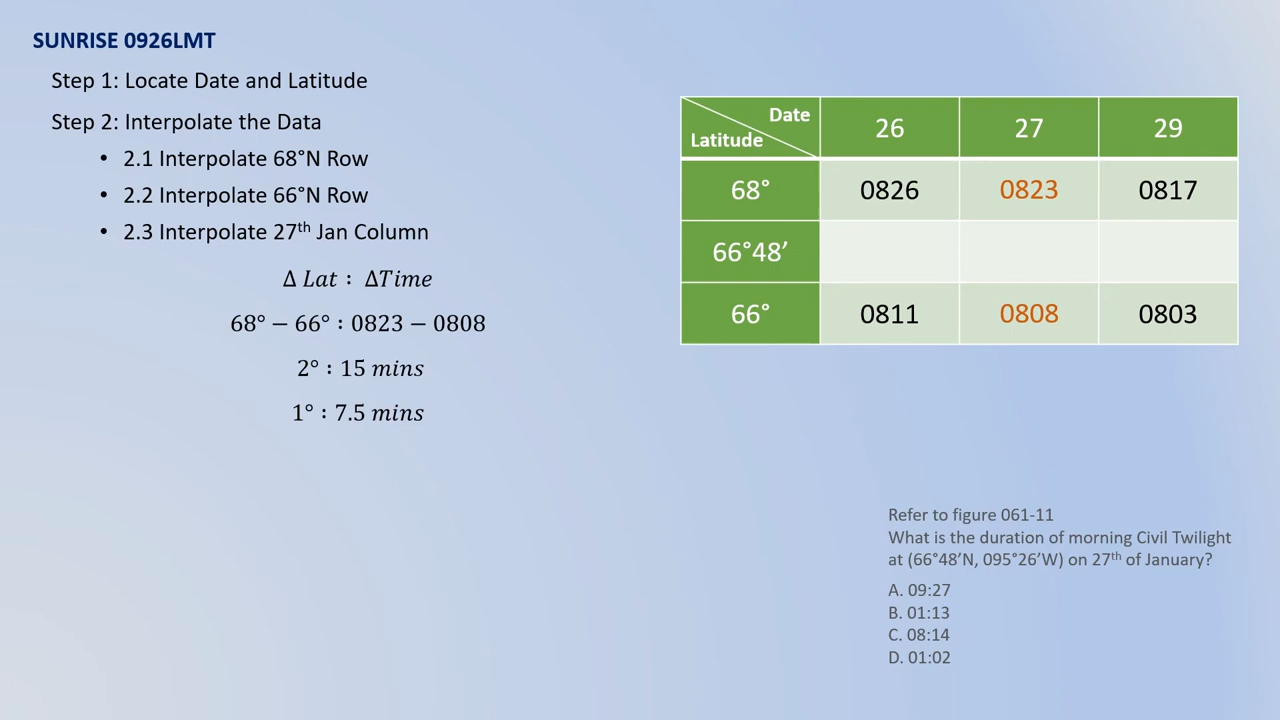 SUNRISE 0926LMT
Step 1: Locate Date and Latitude
Step 2: Interpolate the Data
• 2.1 Interpolate 68°N Row
• 2.2 Interpolate 66°N Row
• 2.3 Interpolate 27th Jan Column
Δ Lat : ΔTime
68° − 66° : 0823 − 0808
2° : 15 mins
1° : 7.5 mins
Date
Latitude
26 27 29
68° 0826 0823 0817
66°48′
66° 0811 0808 0803
Refer to figure 061-11
What is the duration of morning Civil Twilight
at (66°48′N, 095°26′W) on 27th of January?
A. 09:27
B. 01:13
C. 08:14
D. 01:02